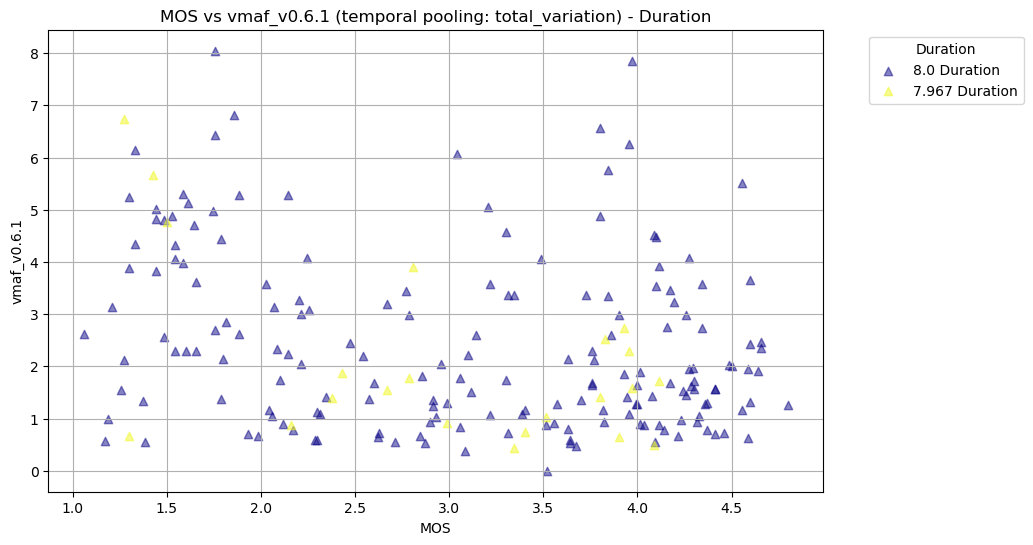 MOS vs vmaf_v0.6.1 (temporal pooling: total_variation) - Duration
Duration
8.0 Duration
7.967 Duration
vmaf_v0.6.1
8
7
6
5
4
3
2
1
0
1.0 1.5 2.0 2.5 3.0 3.5 4.0 4.5
MOS